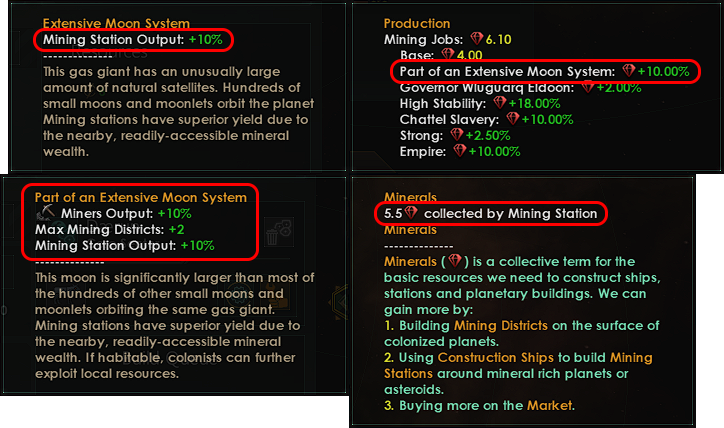 Extensive Moon System
Mining Station Output: +10%
--------------
This gas giant has an unusually large
amount of natural satellites. Hundreds of
small moons and moonlets orbit the planet
Mining stations have superior yield due to
the nearby, readily-accessible mineral
wealth.
Production
Mining Jobs: 6.10
Base: 4.00
Part of an Extensive Moon System: +10.00%
Governor Wiuguarq Eldoon: +2.00%
High Stability: +18.00%
Chattel Slavery: +10.00%
Strong: +2.50%
Empire: +10.00%
Part of an Extensive Moon System
Miners Output: +10%
Max Mining Districts: +2
Mining Station Output: +10%
--------------
This moon is significantly larger than most of
the hundreds of other small moons and
moonlets orbiting the same gas giant.
Mining stations have superior yield due to
the nearby, readily-accessible mineral
wealth. If habitable, colonists can further
exploit local resources.
Minerals
5.5 collected by Mining Station
Minerals
--------------
Minerals ( ) is a collective term for the
basic resources we need to construct ships,
stations and planetary buildings. We can
gain more by:
1. Building Mining Districts on the surface of
colonized planets.
2. Using Construction Ships to build Mining
Stations around mineral rich planets or
asteroids.
3. Buying more on the Market.